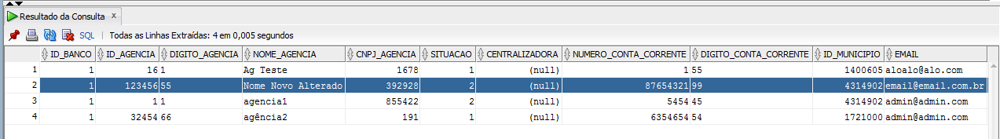 Resultado da Consulta x
SQL | Todas as Linhas Extraídas: 4 em 0,005 segundos
ID_BANCO ID_AGENCIA DIGITO_AGENCIA NOME_AGENCIA CNPJ_AGENCIA SITUACAO CENTRALIZADORA NUMERO_CONTA_CORRENTE DIGITO_CONTA_CORRENTE ID_MUNICIPIO EMAIL
1 1 16 1 Ag Teste 1678 1 (null) 1 55 1400605 aloalo@alo.com
2 1 123456 55 Nome Novo Alterado 392928 2 (null) 87654321 99 4314902 email@email.com.br
3 1 1 1 agencia1 855422 2 (null) 5454 45 4314902 admin@admin.com
4 1 32454 66 agência2 191 1 (null) 6354654 54 1721000 admin@admin.com